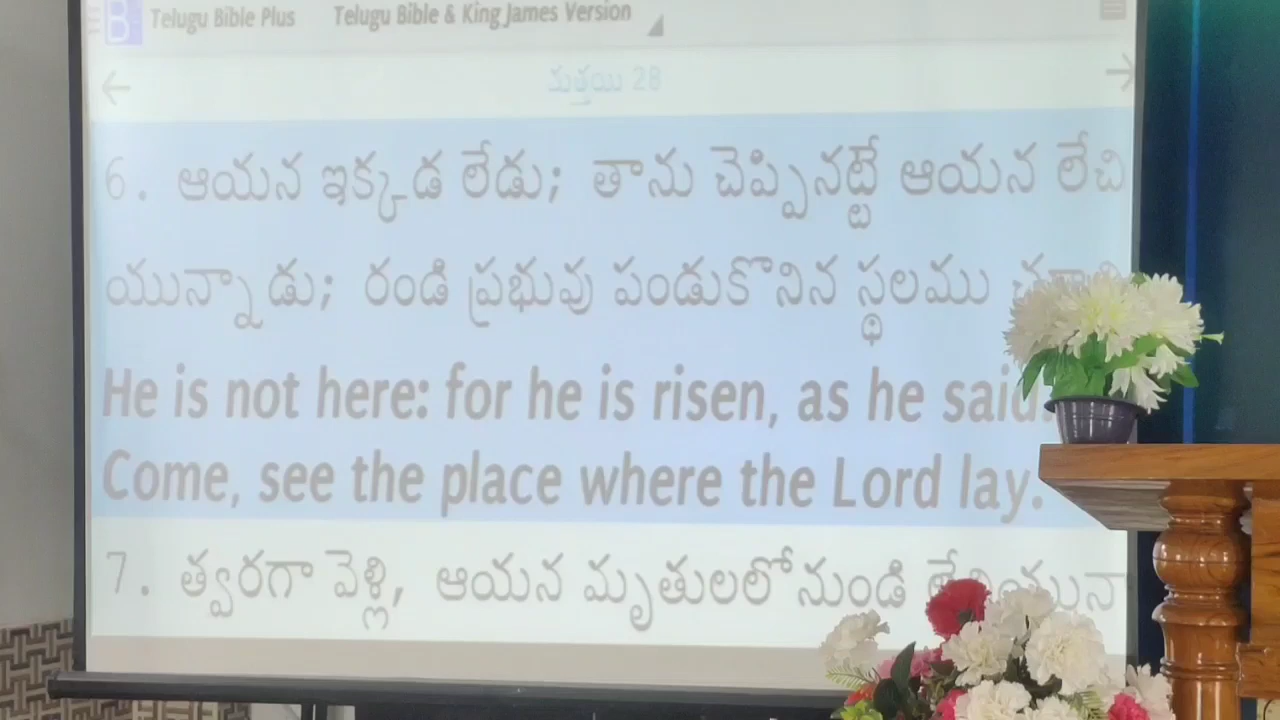 B Telugu Bible Plus Telugu Bible & King James Version
మత్తయి 28
6. ఆయన ఇక్కడ లేడు; తాను చెప్పినట్టే ఆయన లేచి
యున్నాడు; రండి ప్రభువు పండుకొనిన స్థలము
He is not here: for he is risen, as he said.
Come, see the place where the Lord lay.
7. త్వరగా వెళ్లి, ఆయన మృతులలోనుండి